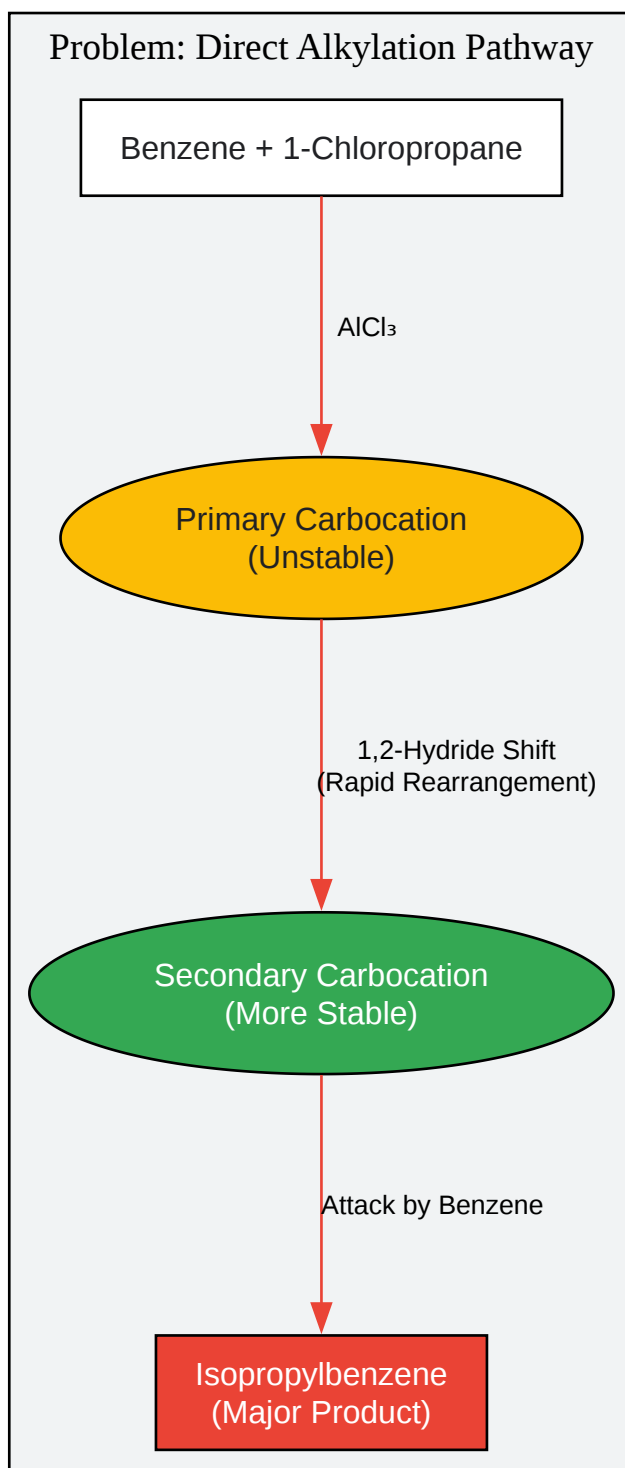 Problem: Direct Alkylation Pathway
Benzene + 1-Chloropropane
AlCl₃
Primary Carbocation
(Unstable)
1,2-Hydride Shift
(Rapid Rearrangement)
Secondary Carbocation
(More Stable)
Attack by Benzene
Isopropylbenzene
(Major Product)